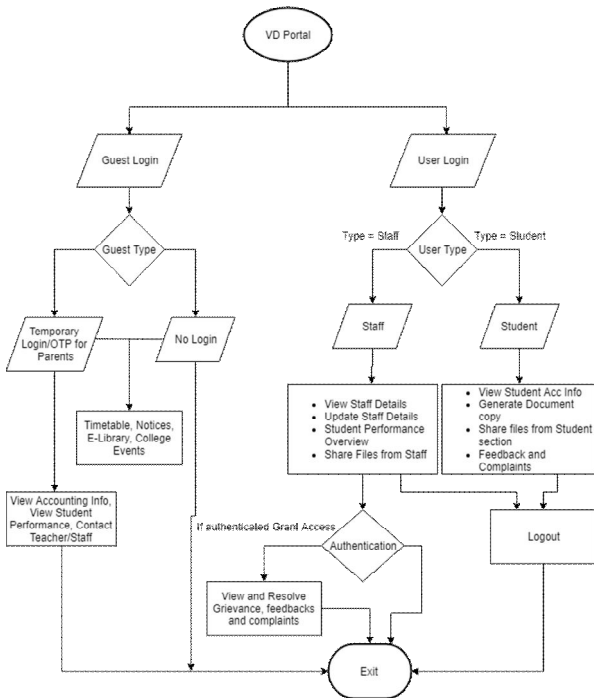 VD Portal
Guest Login
User Login
Guest Type
Type = Staff
User Type
Type = Student
Temporary
Login/OTP for
Parents
No Login
Staff
Student
Timetable, Notices,
E-Library, College
Events
• View Staff Details
• Update Staff Details
• Student Performance
Overview
• Share Files from Staff
• View Student Acc Info
• Generate Document
copy
• Share files from Student
section
• Feedback and
Complaints
View Accounting Info,
View Student
Performance, Contact
Teacher/Staff
If authenticated Grant Access
Authentication
Logout
View and Resolve
Grievance, feedbacks
and complaints
Exit